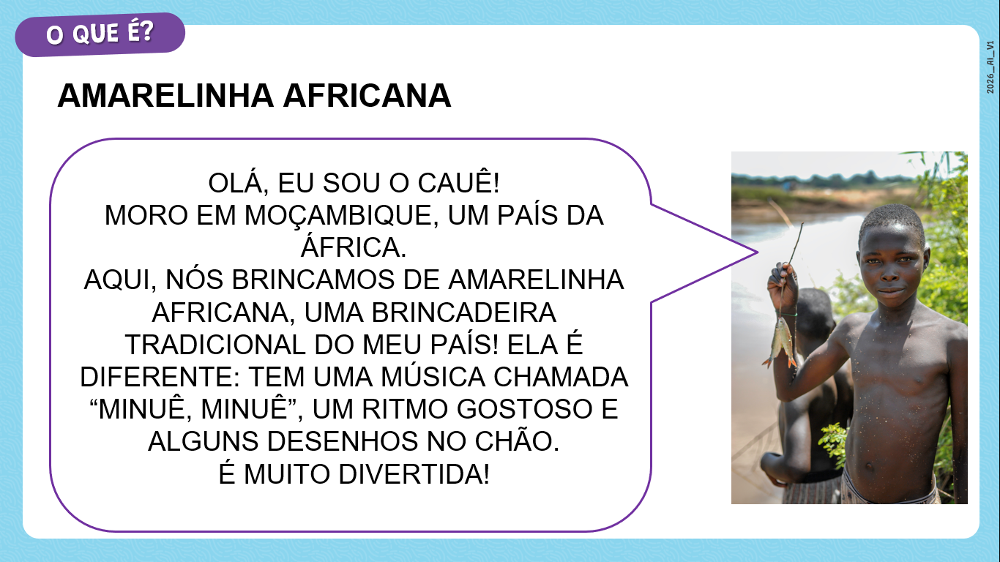 O QUE É?
2026_AI_V1
AMARELINHA AFRICANA
OLÁ, EU SOU O CAUÊ!
MORO EM MOÇAMBIQUE, UM PAÍS DA
ÁFRICA.
AQUI, NÓS BRINCAMOS DE AMARELINHA
AFRICANA, UMA BRINCADEIRA
TRADICIONAL DO MEU PAÍS! ELA É
DIFERENTE: TEM UMA MÚSICA CHAMADA
“MINUÊ, MINUÊ”, UM RITMO GOSTOSO E
ALGUNS DESENHOS NO CHÃO.
É MUITO DIVERTIDA!